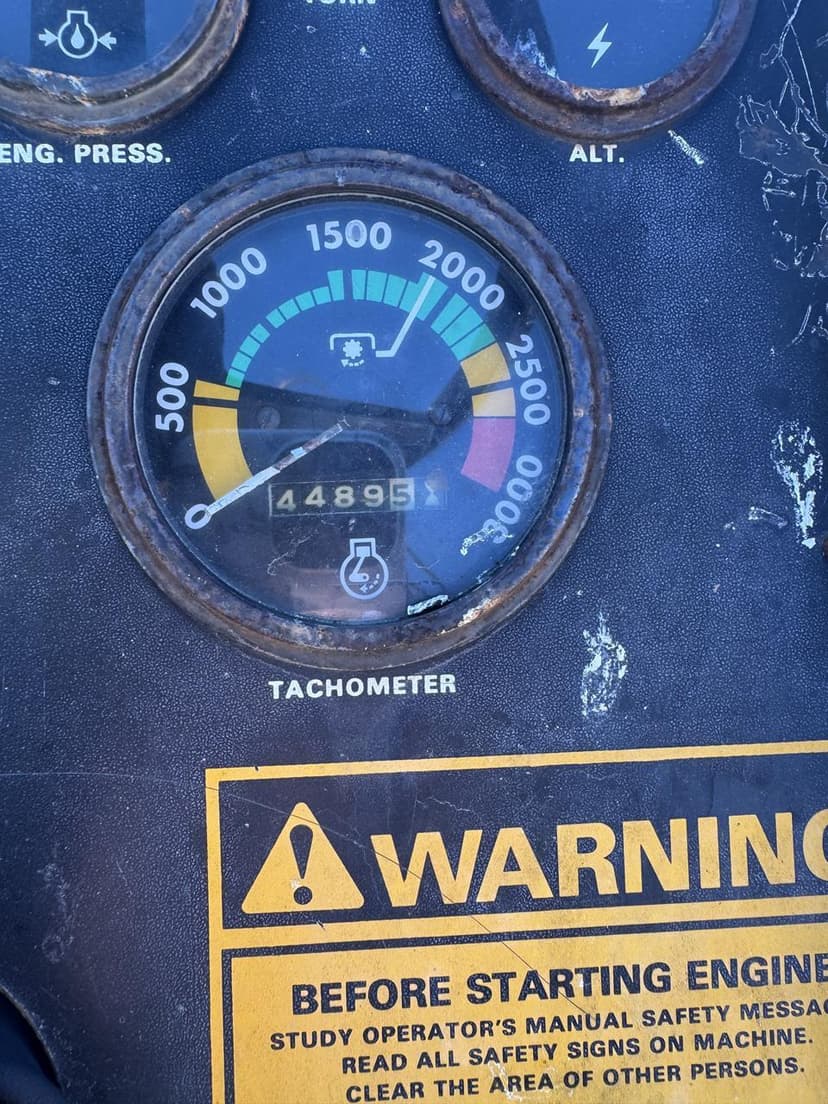 ENG. PRESS.
ALT.
500
1000
1500
2000
2500
3000
0
44895
TACHOMETER
WARNING
BEFORE STARTING ENGINE
STUDY OPERATOR'S MANUAL SAFETY
READ ALL SAFETY SIGNS ON MACHINE.
CLEAR THE AREA OF OTHER PERSONS.